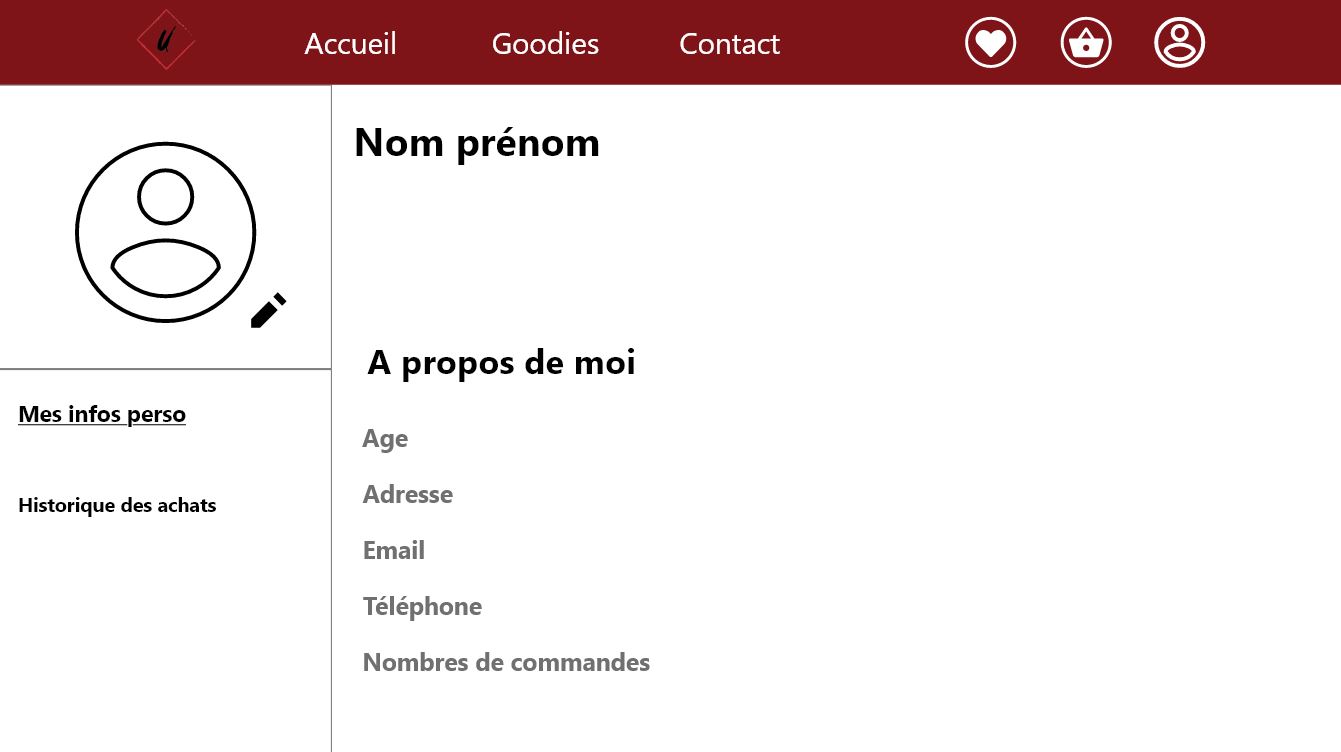 u
Accueil Goodies Contact
Nom prénom
A propos de moi
Mes infos perso
Age
Adresse
Historique des achats
Email
Téléphone
Nombres de commandes